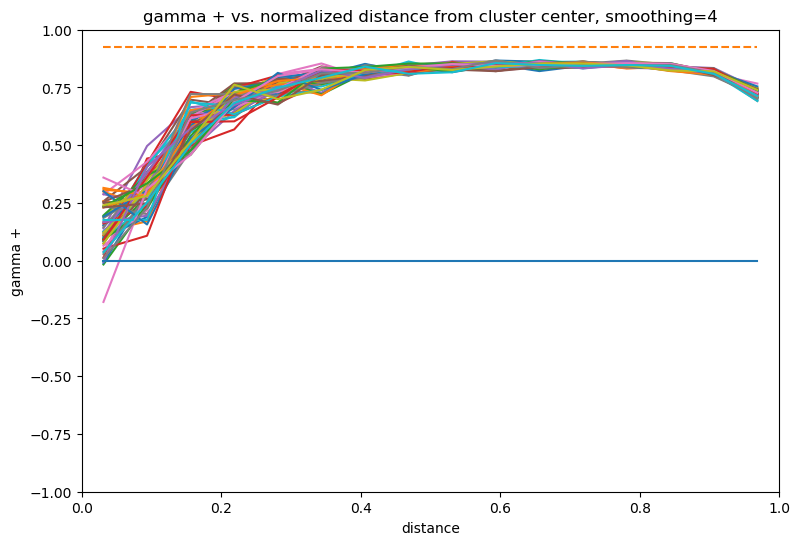 gamma + vs. normalized distance from cluster center, smoothing=4
1.00
0.75
0.50
0.25
0.00
−0.25
−0.50
−0.75
−1.00
gamma +
0.0 0.2 0.4 0.6 0.8 1.0
distance